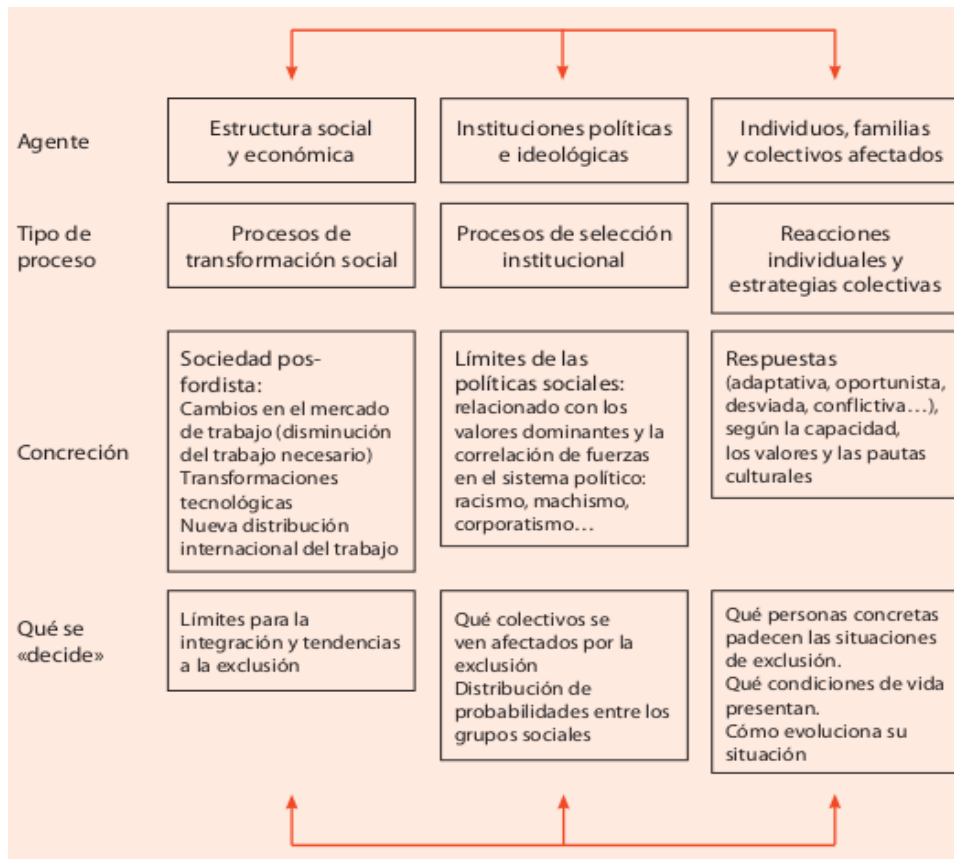 Agente
Estructura social
y económica
Instituciones políticas
e ideológicas
Individuos, familias
y colectivos afectados
Tipo de
proceso
Procesos de
transformación social
Procesos de selección
institucional
Reacciones
individuales y
estrategias colectivas
Concreción
Sociedad pos-
fordista:
Cambios en el mercado
de trabajo (disminución
del trabajo necesario)
Transformaciones
tecnológicas
Nueva distribución
internacional del trabajo
Límites de las
políticas sociales:
relacionado con los
valores dominantes y la
correlación de fuerzas
en el sistema político:
racismo, machismo,
corporatismo…
Respuestas
(adaptativa, oportunista,
desviada, conflictiva…),
según la capacidad,
los valores y las pautas
culturales
Qué se
«decide»
Límites para la
integración y tendencias
a la exclusión
Qué colectivos se
ven afectados por la
exclusión
Distribución de
probabilidades entre los
grupos sociales
Qué personas concretas
padecen las situaciones
de exclusión.
Qué condiciones de vida
presentan.
Cómo evoluciona su
situación